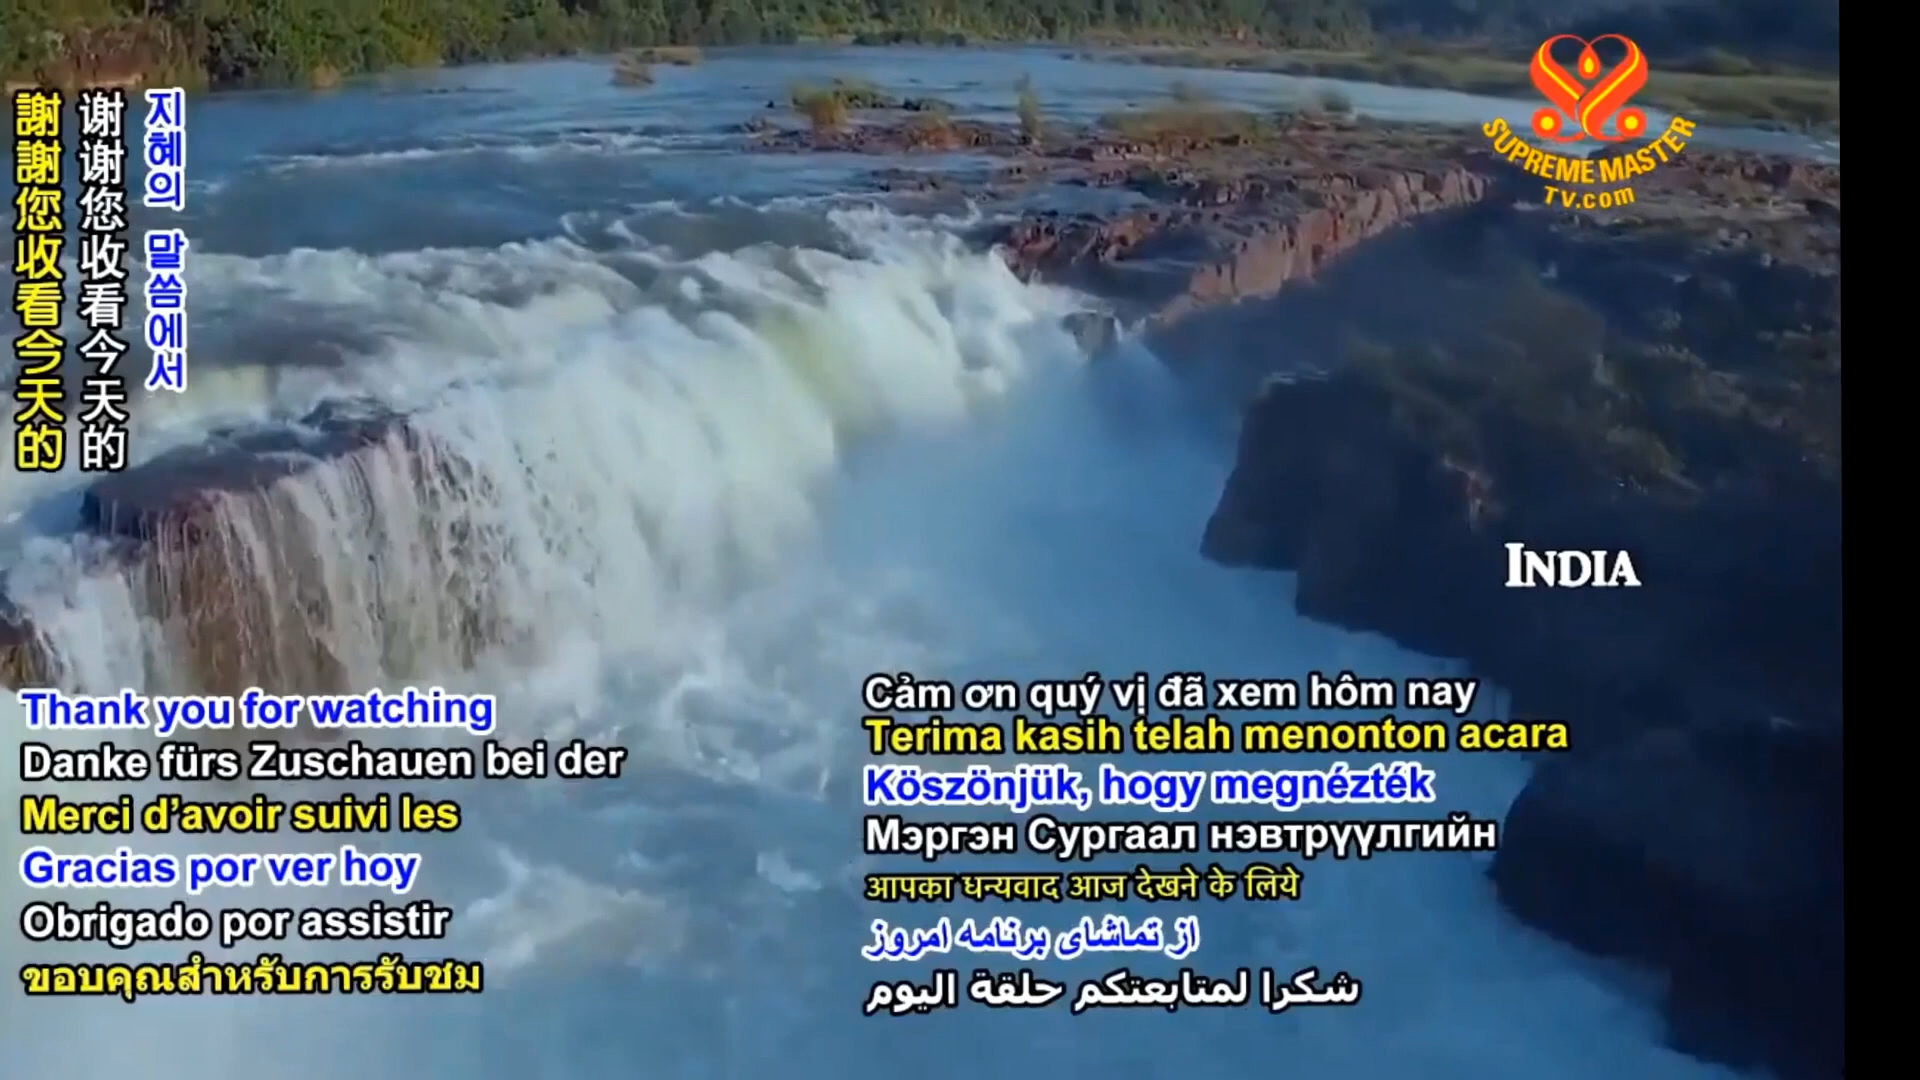 謝謝您收看今天的
谢谢您收看今天的
지혜의 말씀에서
SUPREME MASTER
TV.com
INDIA
Thank you for watching
Danke fürs Zuschauen bei der
Merci d’avoir suivi les
Gracias por ver hoy
Obrigado por assistir
ขอบคุณสำหรับการรับชม
Cảm ơn quý vị đã xem hôm nay
Terima kasih telah menonton acara
Köszönjük, hogy megnézték
Мэргэн Сургаал нэвтрүүлгийн
आपका धन्यवाद आज देखने के लिये
از تماشای برنامه امروز
شكرا لمتابعتكم حلقة اليوم